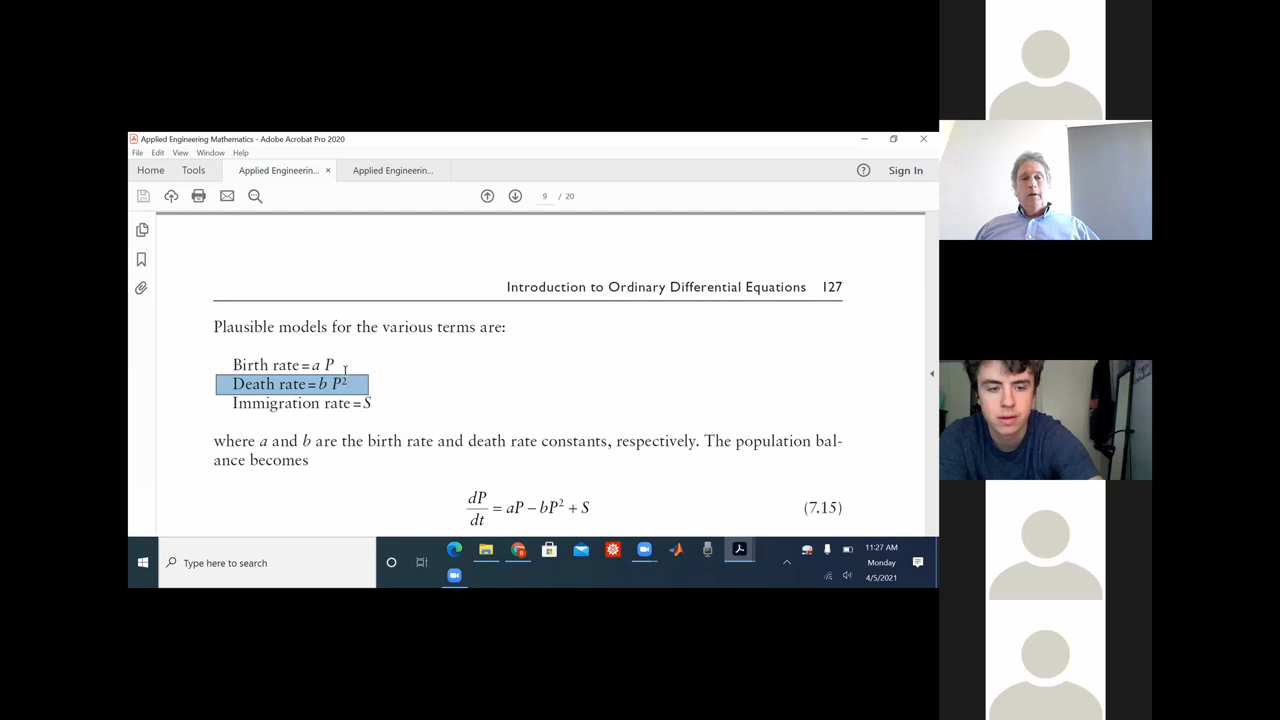 Applied Engineering Mathematics - Adobe Acrobat Pro 2020
File Edit View Window Help
Home Tools Applied Engineerin... × Applied Engineerin... Sign In
9 / 20
Introduction to Ordinary Differential Equations 127
Plausible models for the various terms are:
Birth rate = a P
Death rate = b P²
Immigration rate = S
where a and b are the birth rate and death rate constants, respectively. The population bal-
ance becomes
dP/dt = aP − bP² + S (7.15)
Type here to search
11:27 AM
Monday
4/5/2021